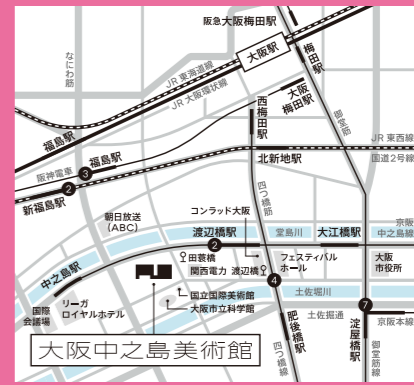 阪急大阪梅田駅
大阪駅
梅田駅
なにわ筋
JR 東海道線
JR 大阪環状線
大阪
梅田駅
西梅田駅
御堂筋
福島駅
JR 東西線
国道2号線
北新地駅
福島駅
3
阪神電車
2
新福島駅
四つ橋筋
朝日放送
(ABC)
コンラッド大阪
堂島川
京阪
中之島線
渡辺橋駅
2
大江橋駅
田蓑橋
関西電力
渡辺橋
フェスティバル
ホール
大阪
市役所
中之島駅
4
国立国際美術館
大阪市立科学館
土佐堀川
国際
会議場
リーガ
ロイヤルホテル
7
肥後橋駅
土佐堀通
京阪本線
淀屋橋駅
大阪中之島美術館
四つ橋線
御堂筋線